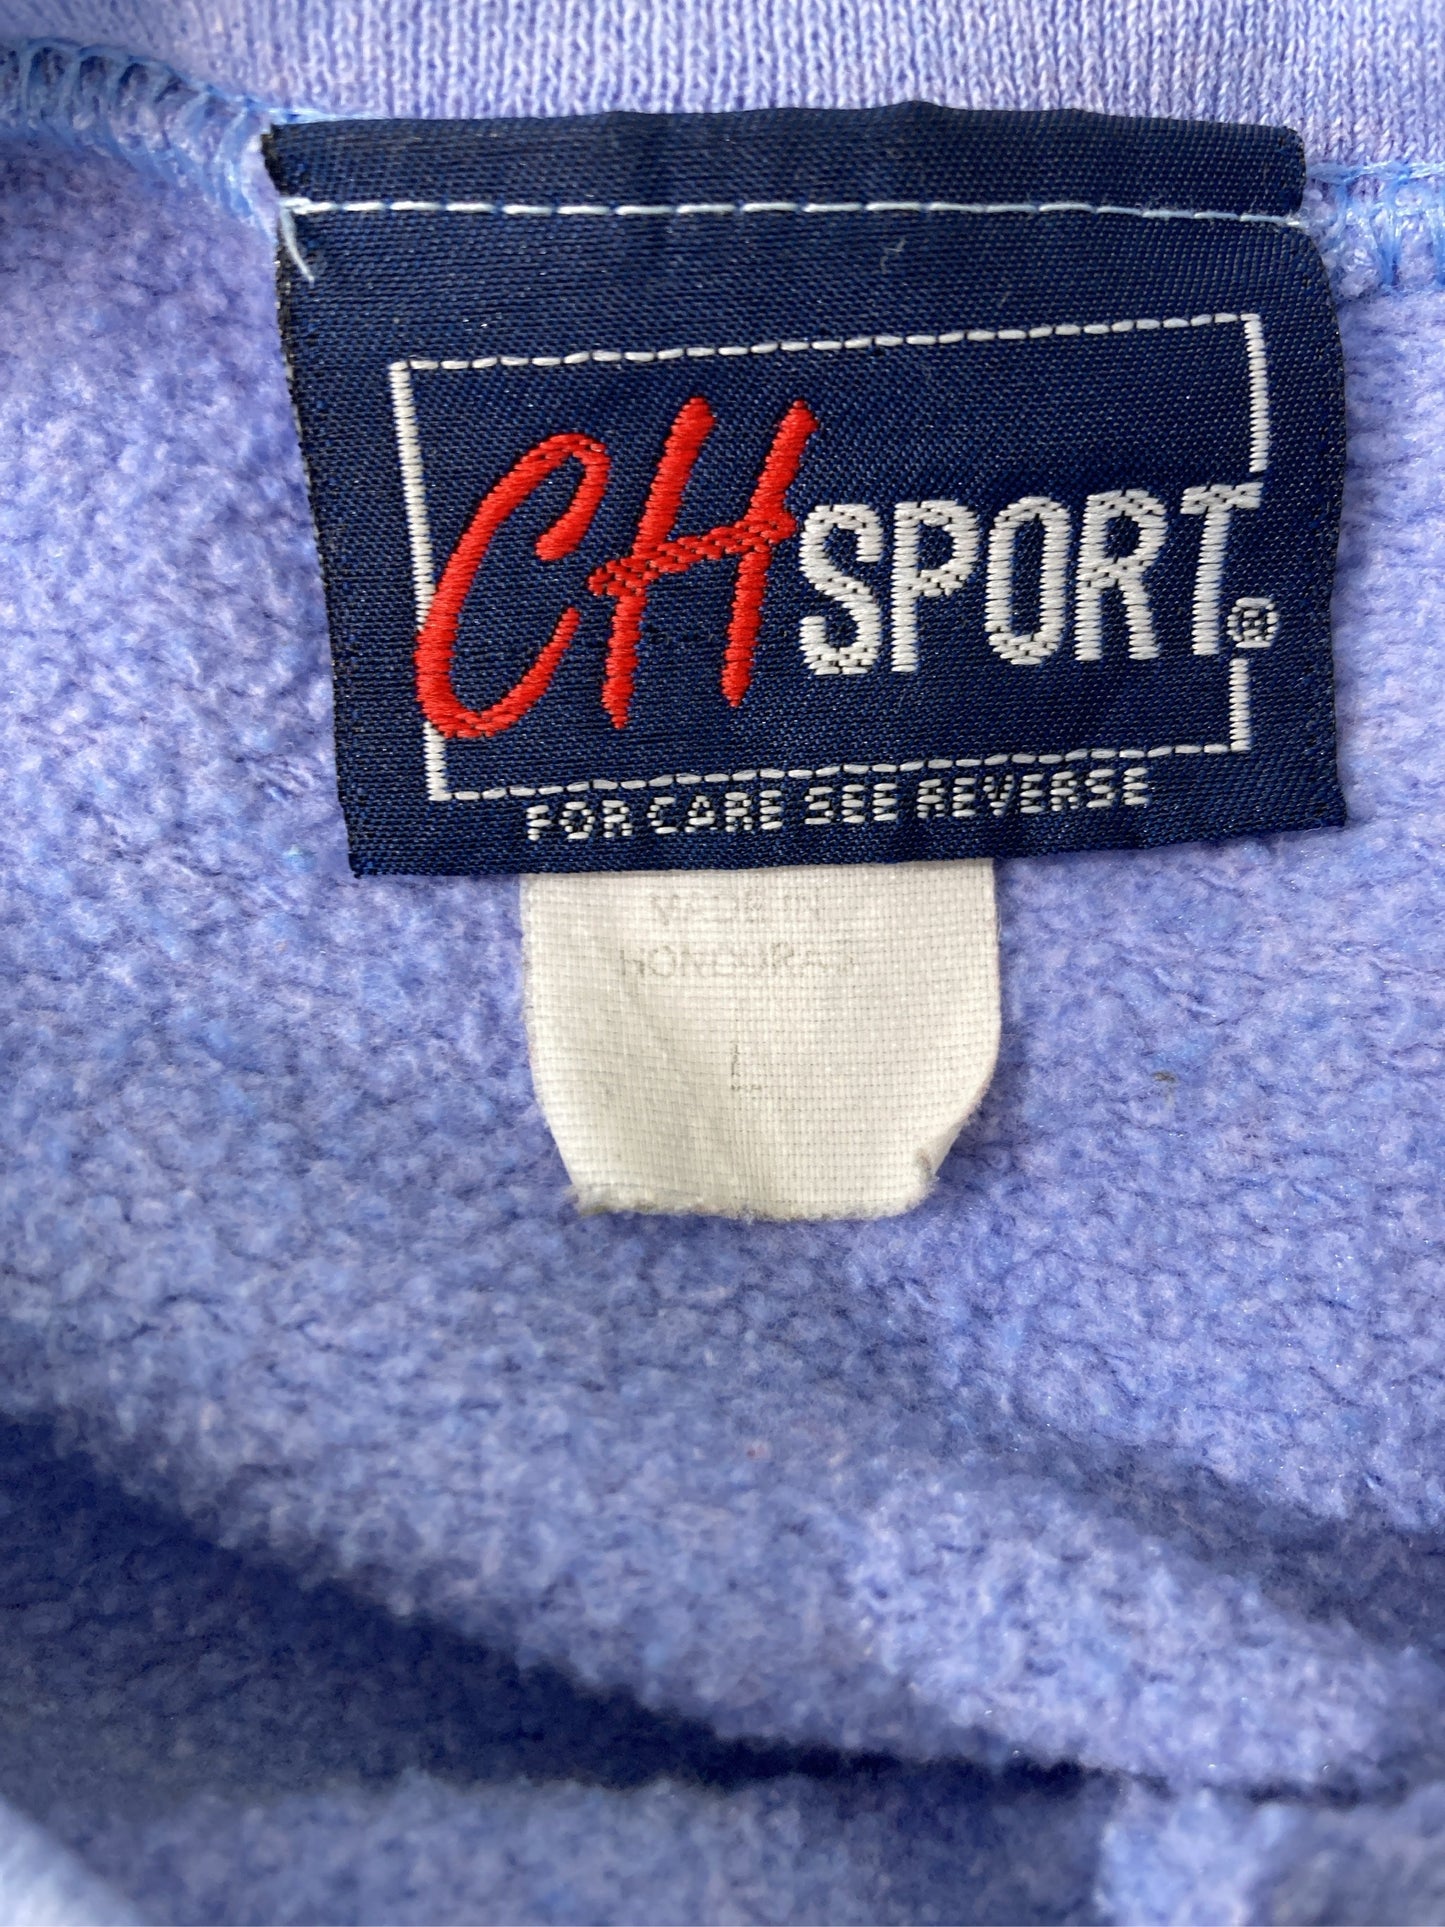 CH SPORT®
FOR CARE SEE REVERSE
MADE IN
HONDURAS
L